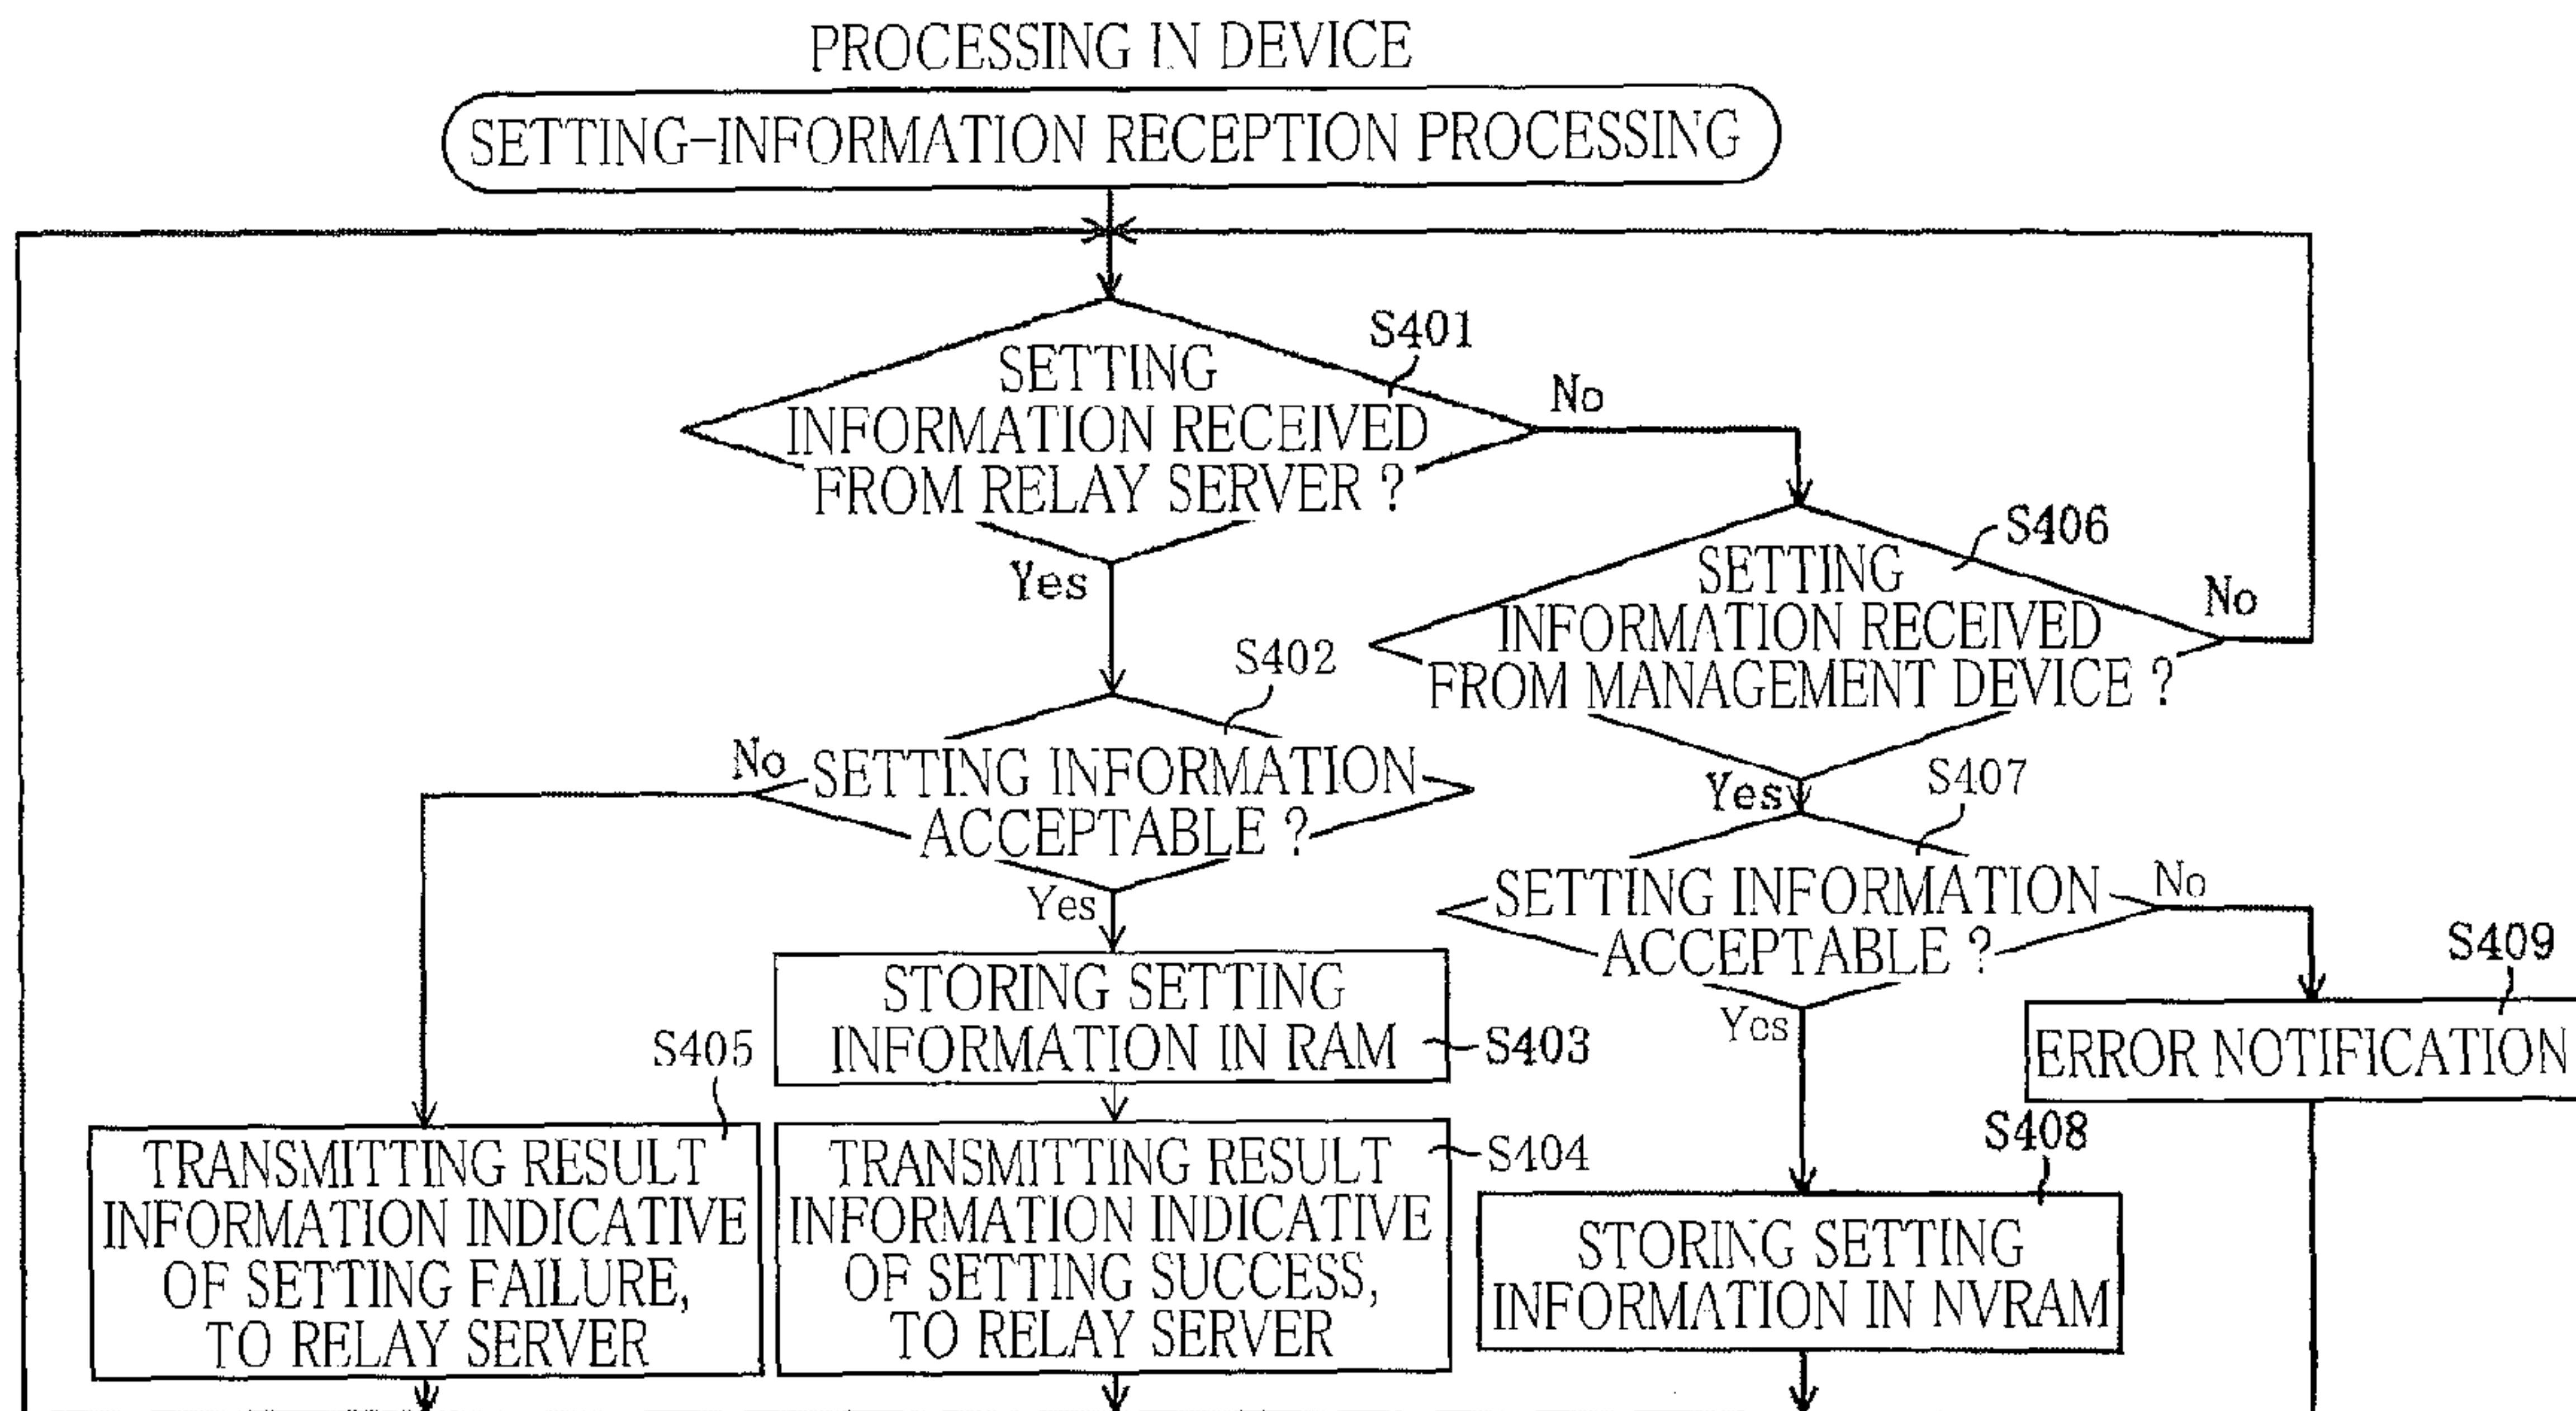 PROCESSING IN DEVICE
SETTING-INFORMATION RECEPTION PROCESSING
S401
SETTING
INFORMATION RECEIVED
FROM RELAY SERVER ?
No
Yes
S406
SETTING
INFORMATION RECEIVED
FROM MANAGEMENT DEVICE ?
No
Yes
S402
SETTING INFORMATION
ACCEPTABLE ?
No
Yes
S407
SETTING INFORMATION
ACCEPTABLE ?
No
Yes
STORING SETTING
INFORMATION IN RAM
S403
S409
ERROR NOTIFICATION
S405
TRANSMITTING RESULT
INFORMATION INDICATIVE
OF SETTING FAILURE,
TO RELAY SERVER
S404
TRANSMITTING RESULT
INFORMATION INDICATIVE
OF SETTING SUCCESS,
TO RELAY SERVER
S408
STORING SETTING
INFORMATION IN NVRAM